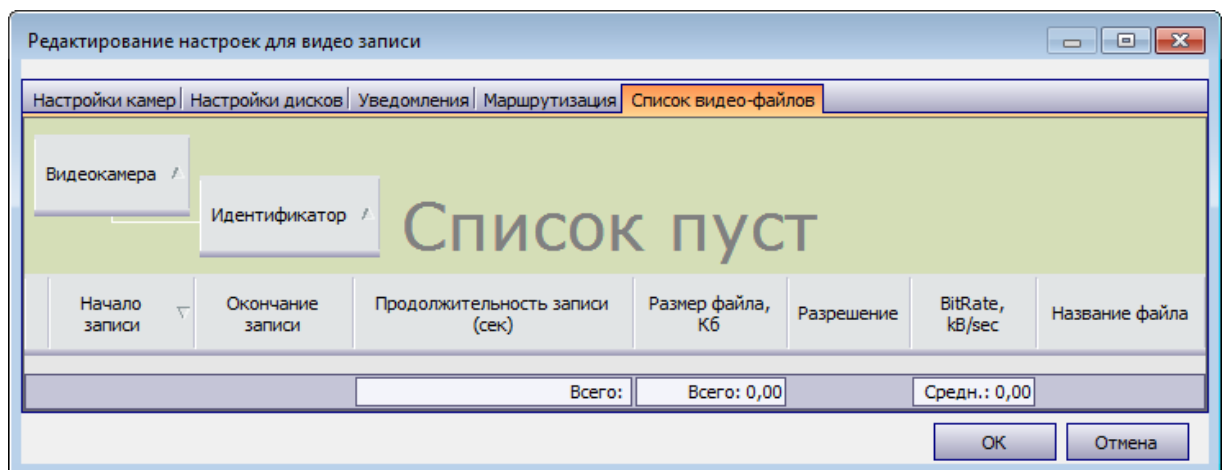 Редактирование настроек для видео записи
Настройки камер Настройки дисков Уведомления Маршрутизация Список видео-файлов
Видеокамера
Идентификатор
Список пуст
Начало записи
Окончание записи
Продолжительность записи (сек)
Размер файла, Кб
Разрешение
BitRate, kB/sec
Название файла
Всего: Всего: 0,00 Средн.: 0,00
ОК Отмена